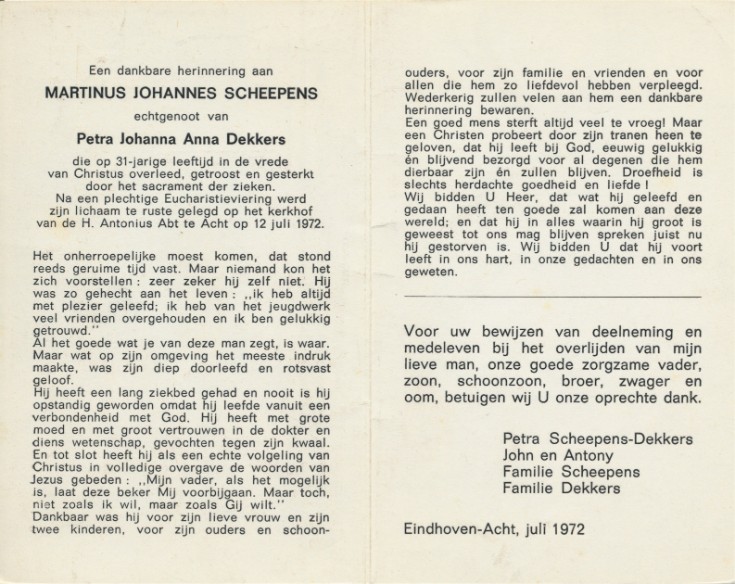 Een dankbare herinnering aan
MARTINUS JOHANNES SCHEEPENS
echtgenoot van
Petra Johanna Anna Dekkers
die op 31-jarige leeftijd in de vrede
van Christus overleed, getroost en gesterkt
door het sacrament der zieken.
Na een plechtige Eucharistieviering werd
zijn lichaam te ruste gelegd op het kerkhof
van de H. Antonius Abt te Acht op 12 juli 1972.
Het onherroepelijke moest komen, dat stond
reeds geruime tijd vast. Maar niemand kon het
zich voorstellen : zeer zeker hij zelf niet. Hij
was zo gehecht aan het leven : ,,ik heb altijd
met plezier geleefd; ik heb van het jeugdwerk
veel vrienden overgehouden en ik ben gelukkig
getrouwd."
Al het goede wat je van deze man zegt, is waar.
Maar wat op zijn omgeving het meeste indruk
maakte, was zijn diep doorleefd en rotsvast
geloof.
Hij heeft een lang ziekbed gehad en nooit is hij
opstandig geworden omdat hij leefde vanuit een
verbondenheid met God. Hij heeft met grote
moed en met groot vertrouwen in de dokter en
diens wetenschap, gevochten tegen zijn kwaal.
En tot slot heeft hij als een echte volgeling van
Christus in volledige overgave de woorden van
Jezus gebeden : ,,Mijn vader, als het mogelijk
is, laat deze beker Mij voorbijgaan. Maar toch,
niet zoals ik wil, maar zoals Gij wilt."
Dankbaar was hij voor zijn lieve vrouw en zijn
twee kinderen, voor zijn ouders en schoon-
ouders, voor zijn familie en vrienden en voor
allen die hem zo liefdevol hebben verpleegd.
Wederkerig zullen velen aan hem een dankbare
herinnering bewaren.
Een goed mens sterft altijd veel te vroeg! Maar
een Christen probeert door zijn tranen heen te
geloven, dat hij leeft bij God, eeuwig gelukkig
én blijvend bezorgd voor al degenen die hem
dierbaar zijn én zullen blijven. Droefheid is
slechts herdachte goedheid en liefde !
Wij bidden U Heer, dat wat hij geleefd en
gedaan heeft ten goede zal komen aan deze
wereld; en dat hij in alles waarin hij groot is
geweest tot ons mag blijven spreken juist nu
hij gestorven is. Wij bidden U dat hij voort
leeft in ons hart, in onze gedachten en in ons
geweten.
Voor uw bewijzen van deelneming en
medeleven bij het overlijden van mijn
lieve man, onze goede zorgzame vader,
zoon, schoonzoon, broer, zwager en
oom, betuigen wij U onze oprechte dank.
Petra Scheepens-Dekkers
John en Antony
Familie Scheepens
Familie Dekkers
Eindhoven-Acht, juli 1972